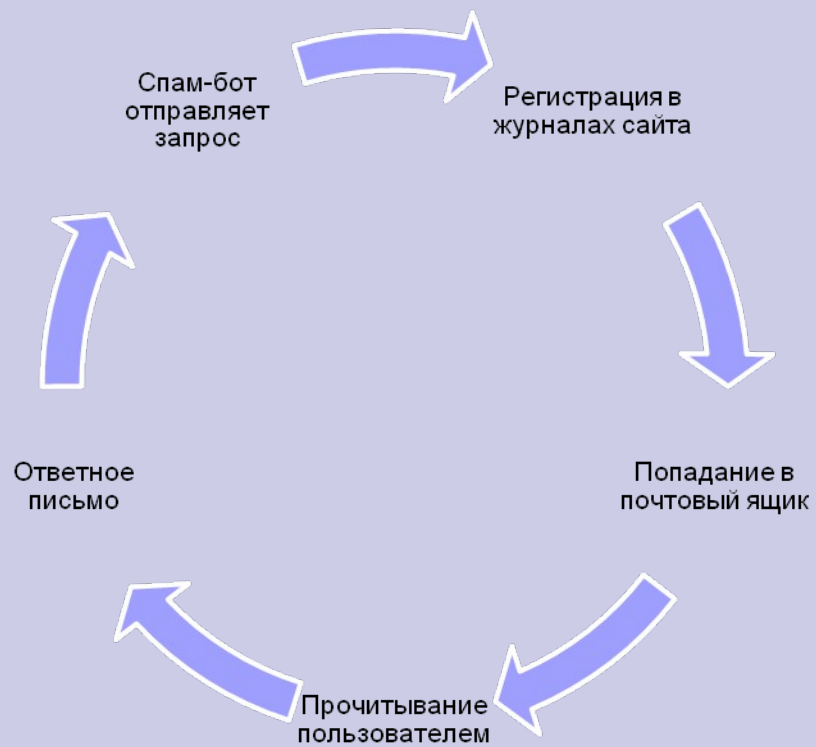 Спам-бот
отправляет
запрос
Регистрация в
журналах сайта
Попадание в
почтовый ящик
Прочитывание
пользователем
Ответное
письмо